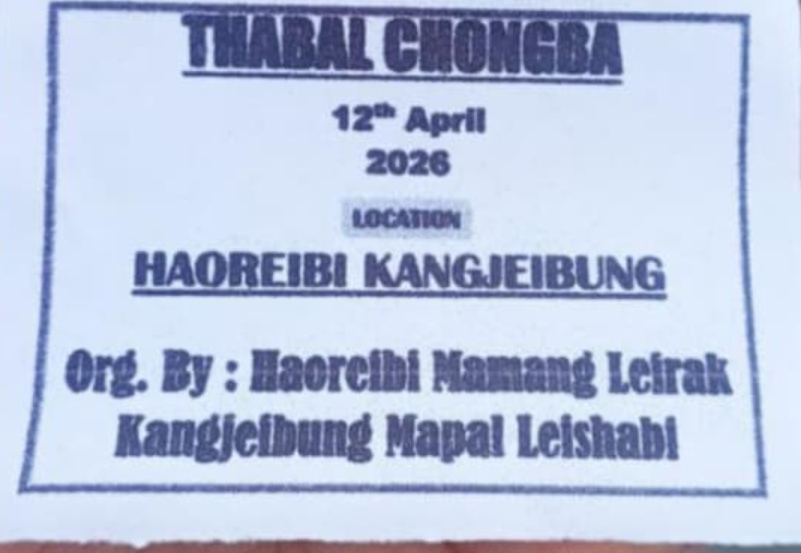 THABAL CHONGBA
12th April
2026
LOCATION
HAOREIBI KANGJEIBUNG
Org. By : Haoreibi Mamang Leirak
Kangjeibung Mapal Leishabi